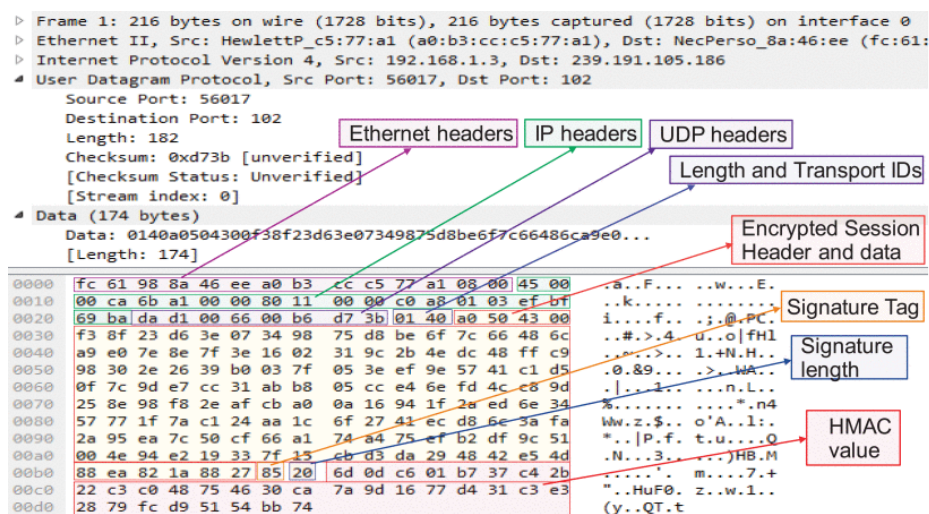 Frame 1: 216 bytes on wire (1728 bits), 216 bytes captured (1728 bits) on interface 0
Ethernet II, Src: HewlettP_c5:77:a1 (a0:b3:cc:c5:77:a1), Dst: NecPerso_8a:46:ee (fc:61:
Internet Protocol Version 4, Src: 192.168.1.3, Dst: 239.191.105.186
User Datagram Protocol, Src Port: 56017, Dst Port: 102
Source Port: 56017
Destination Port: 102
Length: 182
Checksum: 0xd73b [unverified]
[Checksum Status: Unverified]
[Stream index: 0]
Data (174 bytes)
Data: 0140a0504300f38f23d63e07349875d8be6f7c66486ca9e0...
[Length: 174]
Ethernet headers
IP headers
UDP headers
Length and Transport IDs
Encrypted Session
Header and data
Signature Tag
Signature
length
HMAC
value
0000 fc 61 98 8a 46 ee a0 b3 cc c5 77 a1 08 00 45 00 .a..F... ..w...E.
0010 00 ca 6b a1 00 00 80 11 00 00 c0 a8 01 03 ef bf ..k..... ........
0020 69 ba da d1 00 66 00 b6 d7 3b 01 40 a0 50 43 00 i....f.. .;.@.PC.
0030 f3 8f 23 d6 3e 07 34 98 75 d8 be 6f 7c 66 48 6c ..#.>.4. u..o|fHl
0040 a9 e0 7e 8e 7f 3e 16 02 31 9c 2b 4e dc 48 ff c9 ..~..>.. 1.+N.H..
0050 98 30 2e 26 39 b0 03 7f 05 3e ef 9e 57 41 c1 d5 .0.&9... .>..WA..
0060 0f 7c 9d e7 cc 31 ab b8 05 cc e4 6e fd 4c c8 9d .|...1.. ...n.L..
0070 25 8e 98 f8 2e af cb a0 0a 16 94 1f 2a ed 6e 34 %....... ....*.n4
0080 57 77 1f 7a c1 24 aa 1c 6f 27 41 ec d8 6c 3a fa Ww.z.$.. o'A..l:.
0090 2a 95 ea 7c 50 cf 66 a1 74 a4 75 ef b2 df 9c 51 *..|P.f. t.u....Q
00a0 00 4e 94 e2 19 33 7f 15 cb d3 da 29 48 42 e5 4d .N...3.. ...)HB.M
00b0 88 ea 82 1a 88 27 85 20 6d 0d c6 01 b7 37 c4 2b .....'. m....7.+
00c0 22 c3 c0 48 75 46 30 ca 7a 9d 16 77 d4 31 c3 e3 "..HuF0. z..w.1..
00d0 28 79 fc d9 51 54 bb 74 (y..QT.t